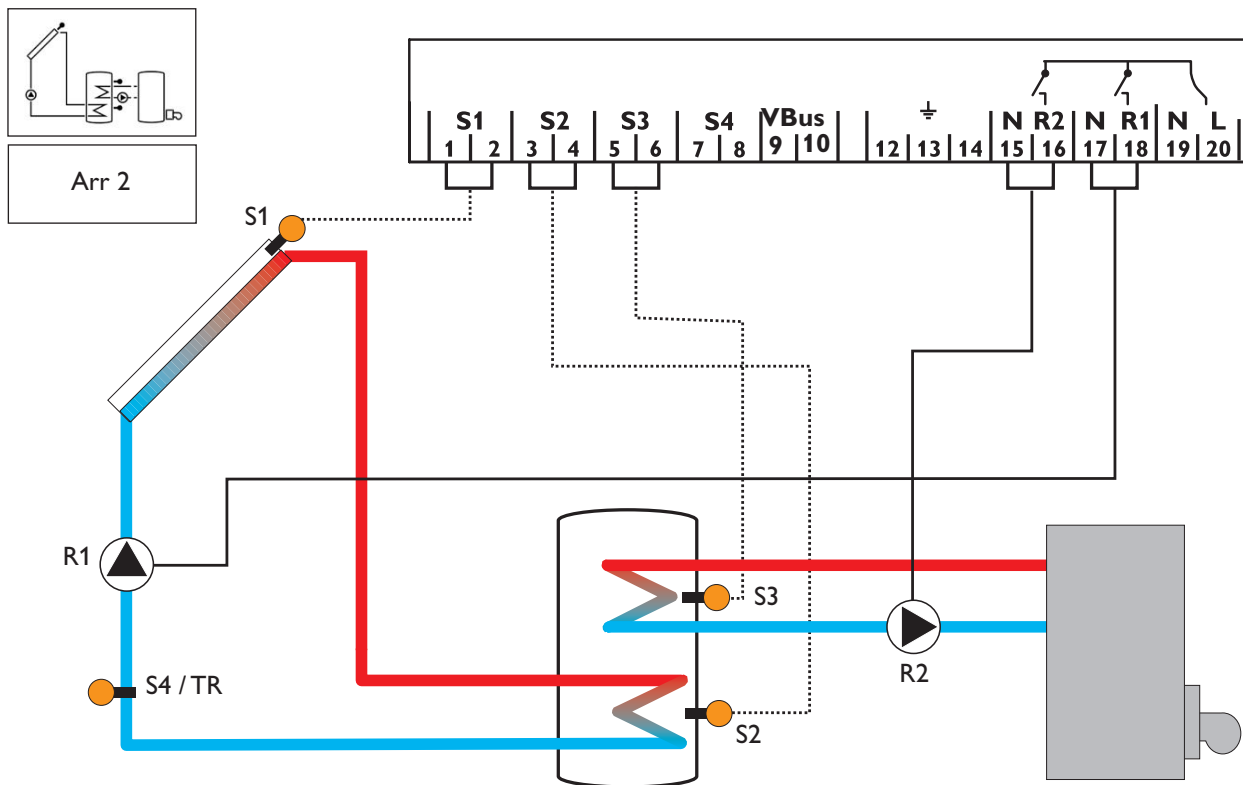 Arr 2
S1 S2 S3 S4 VBus ⏚ N R2 N R1 N L
1 2 3 4 5 6 7 8 9 10 12 13 14 15 16 17 18 19 20
S1
R1
S3
R2
S4 / TR
S2